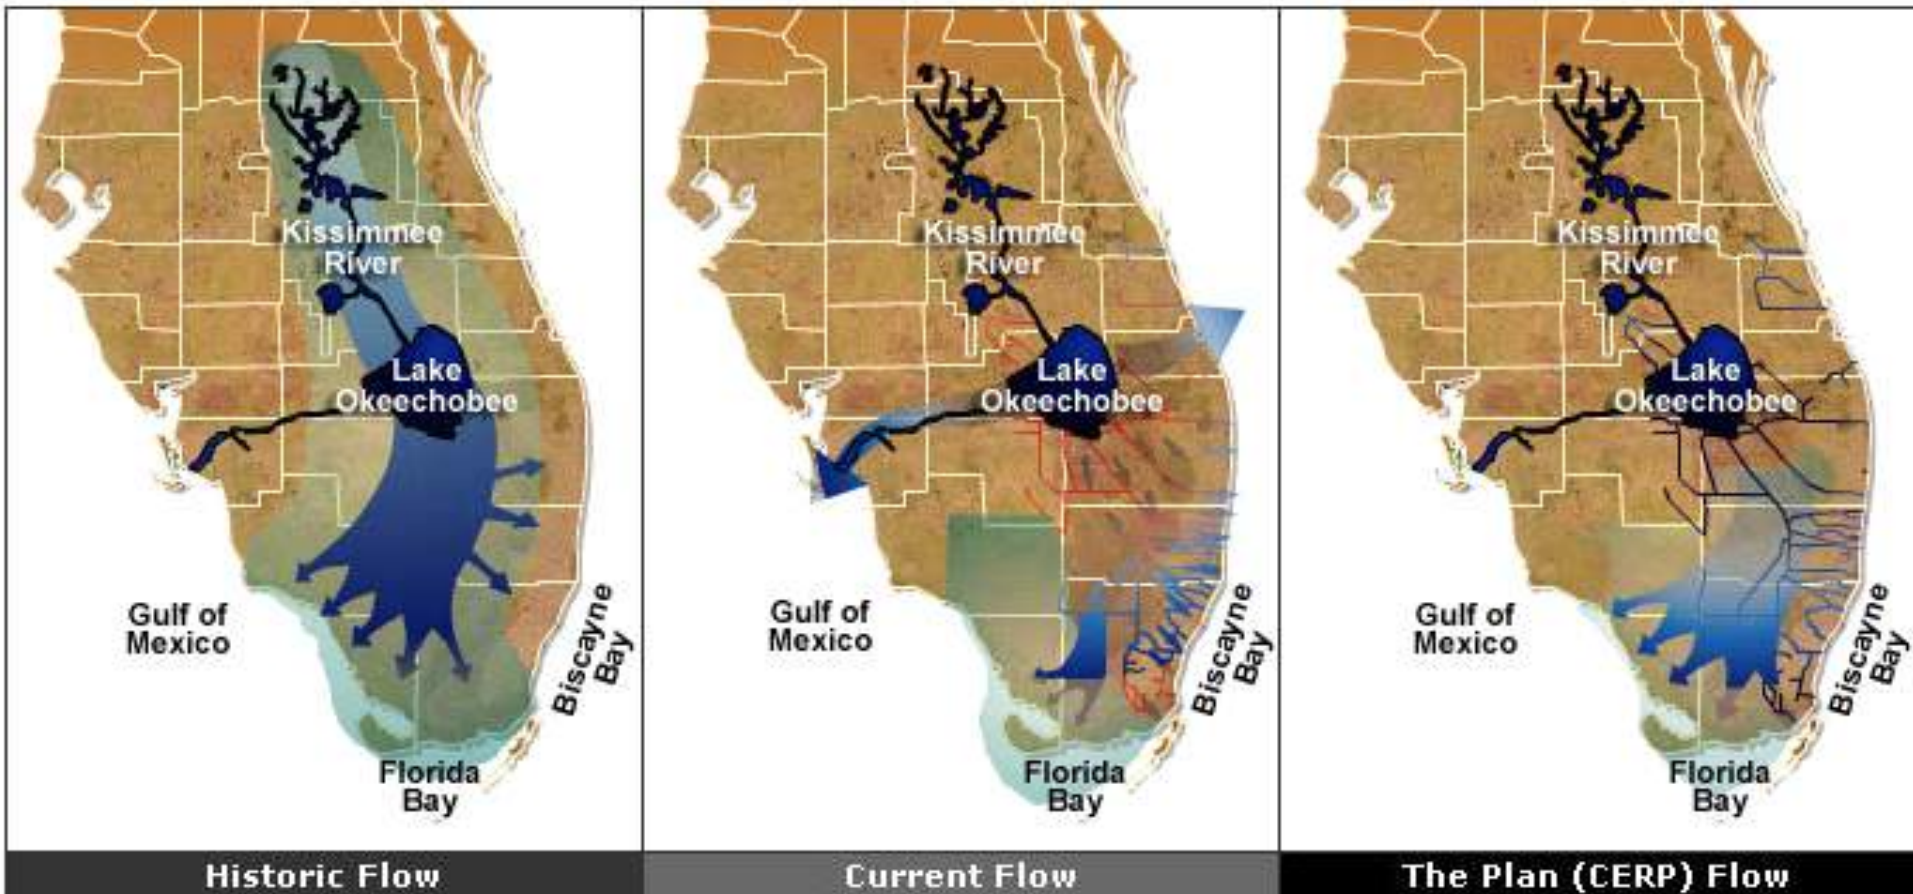 Kissimmee
River
Lake
Okeechobee
Gulf of
Mexico
Biscayne
Bay
Florida
Bay
Historic Flow
Kissimmee
River
Lake
Okeechobee
Gulf of
Mexico
Biscayne
Bay
Florida
Bay
Current Flow
Kissimmee
River
Lake
Okeechobee
Gulf of
Mexico
Biscayne
Bay
Florida
Bay
The Plan (CERP) Flow